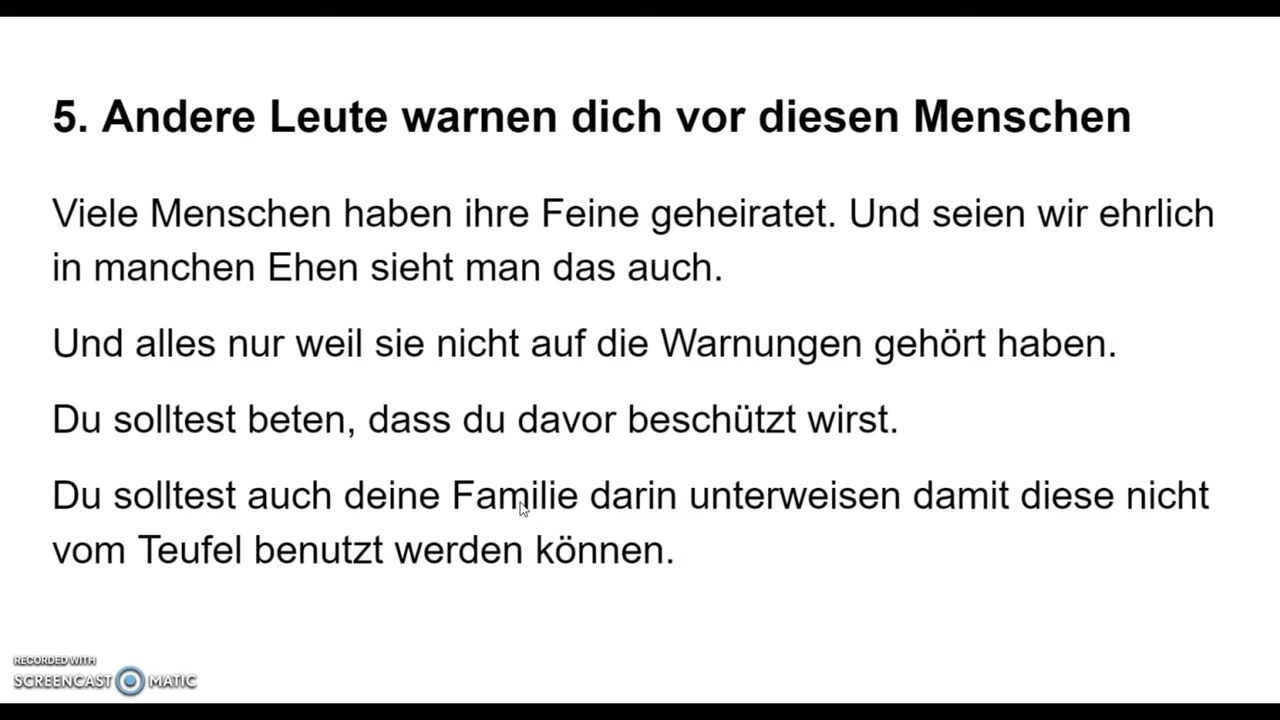 5. Andere Leute warnen dich vor diesen Menschen
Viele Menschen haben ihre Feine geheiratet. Und seien wir ehrlich
in manchen Ehen sieht man das auch.
Und alles nur weil sie nicht auf die Warnungen gehört haben.
Du solltest beten, dass du davor beschützt wirst.
Du solltest auch deine Familie darin unterweisen damit diese nicht
vom Teufel benutzt werden können.
RECORDED WITH
SCREENCAST MATIC